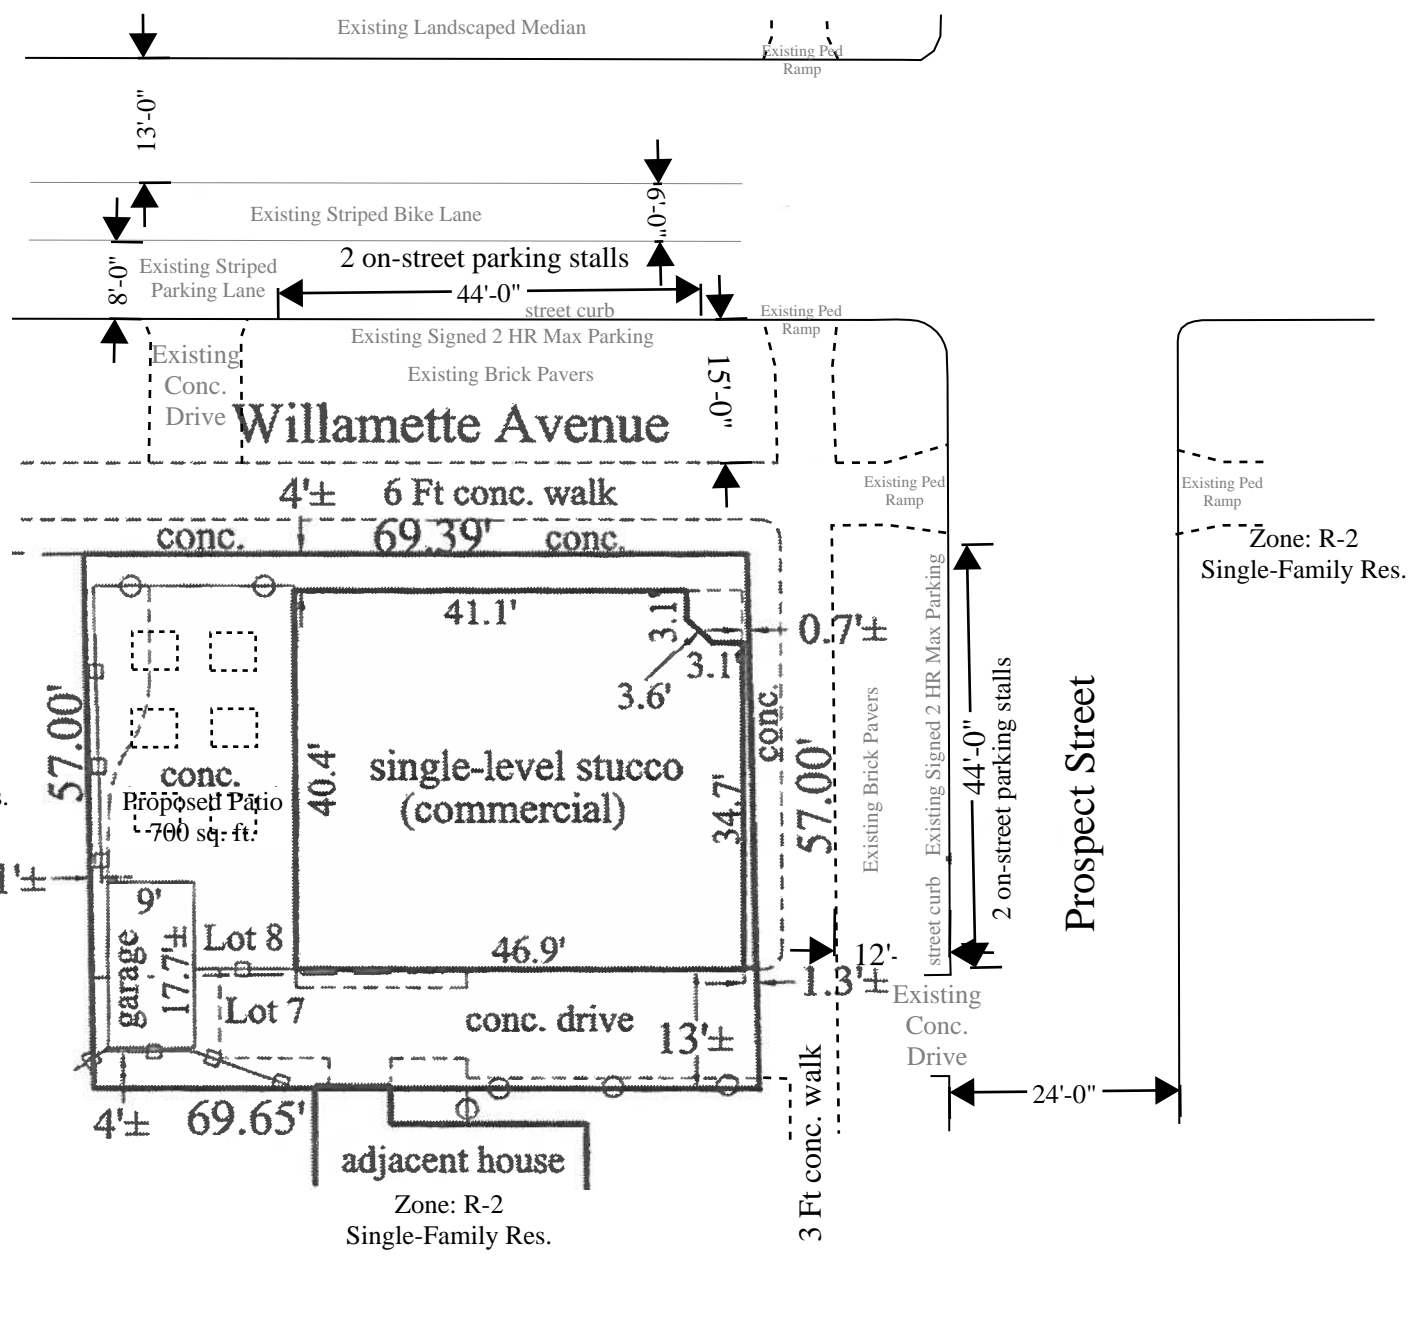 Existing Landscaped Median
Existing Ped
Ramp
13'-0"
Existing Striped Bike Lane
6'-0"
2 on-street parking stalls
8'-0"
Existing Striped
Parking Lane
44'-0"
street curb
Existing Ped
Ramp
Existing Signed 2 HR Max Parking
Existing
Conc.
Drive
Existing Brick Pavers
15'-0"
Willamette Avenue
4'± 6 Ft conc. walk
Existing Ped
Ramp
Existing Ped
Ramp
conc. 69.39' conc.
Zone: R-2
Single-Family Res.
41.1'
3.1'
3.1'
3.6'
0.7'±
conc.
57.00'
40.4'
single-level stucco
(commercial)
34.7'
57.00'
Existing Brick Pavers
Existing Signed 2 HR Max Parking
street curb
44'-0"
2 on-street parking stalls
Prospect Street
conc.
Proposed Patio
700 sq. ft.
s.
1'±
9'
garage
17.7'±
Lot 8
46.9'
12'-
Lot 7
conc. drive
13'±
1.3'±
Existing
Conc.
Drive
24'-0"
4'± 69.65'
3 Ft conc. walk
adjacent house
Zone: R-2
Single-Family Res.